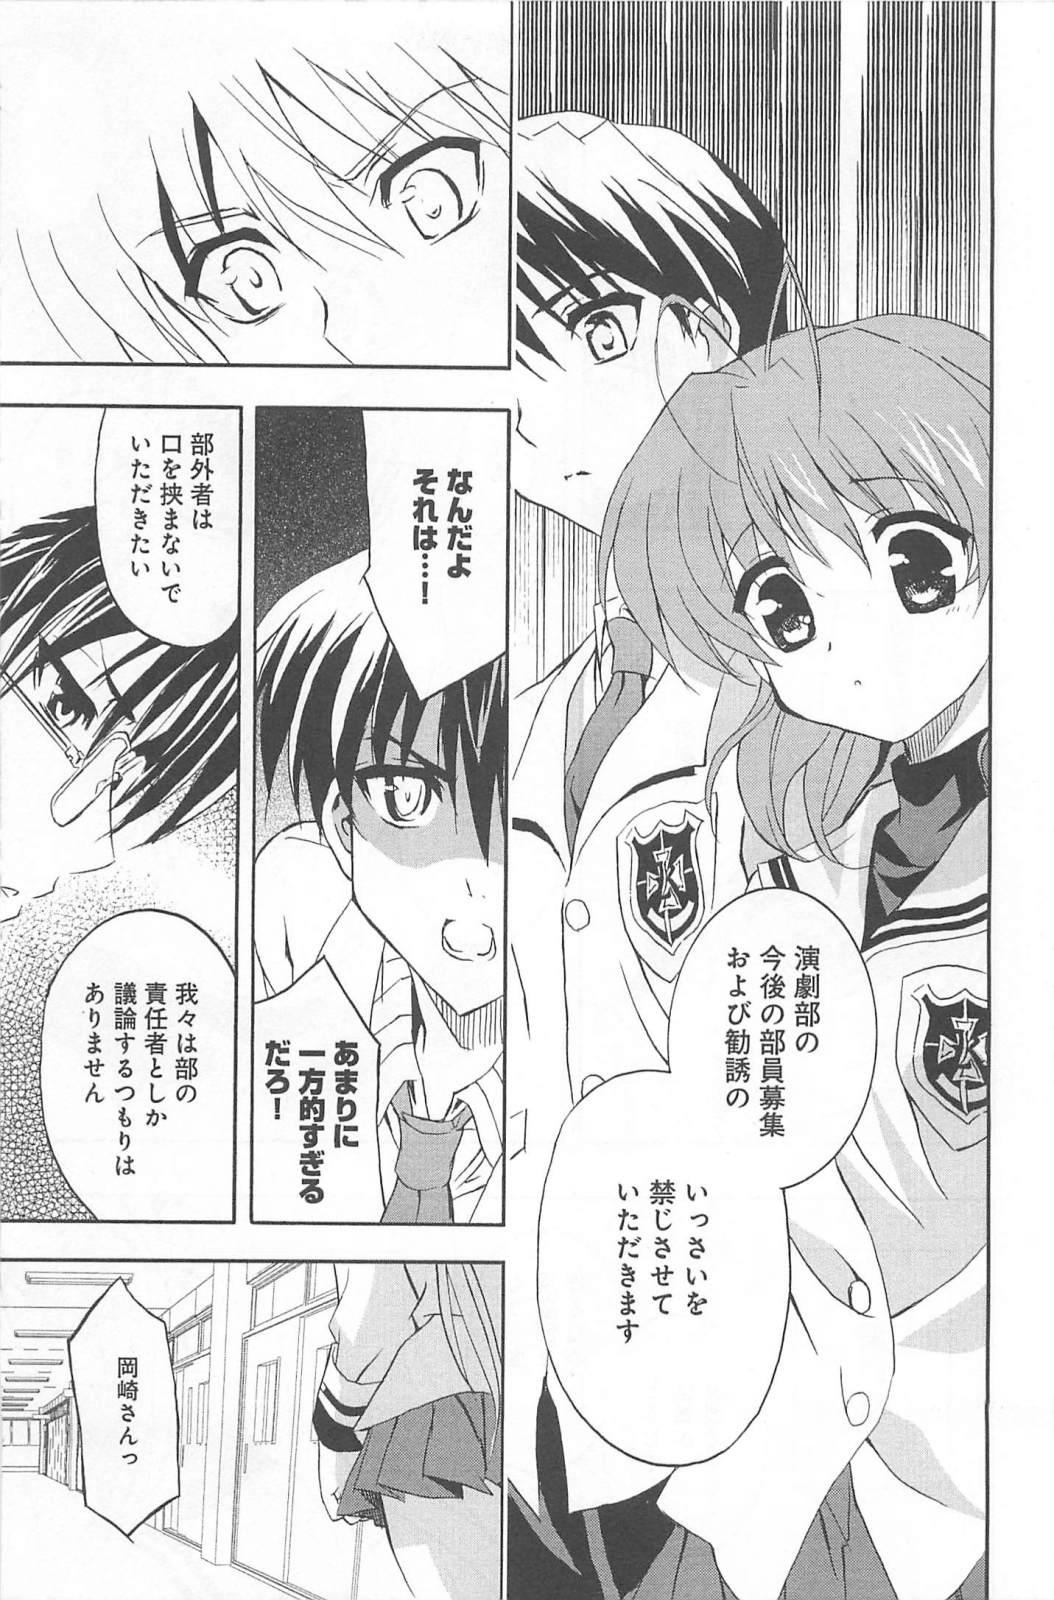 演劇部の
今後の部員募集
および勧誘の
いっさいを
禁じさせて
いただきます
なんだよ
それは…!
あまりに
一方的すぎる
だろ!
部外者は
口を挟まないで
いただきたい
我々は部の
責任者としか
議論するつもりは
ありません
岡崎さんっ